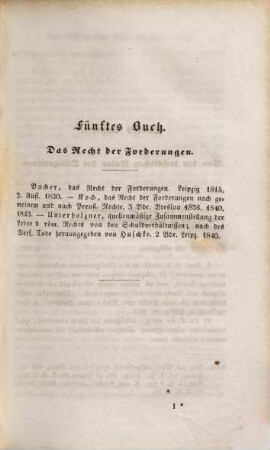 Fünftes Buch.
Das Recht der Forderungen.
Bucher, das Recht der Forderungen. Leipzig 1815,
2. Aufl. 1830. — Koch, das Recht der Forderungen nach ge-
meinem und nach Preuß. Rechte. 3 Bde. Breslau 1836. 1840.
1843. — Unterholzner, quellenmäßige Zusammenstellung der
Lehre d. röm. Rechts von den Schuldverhältnissen; nach des
Verf. Tode herausgegeben von Huschke. 2 Bde. Leipz. 1840.
1 *